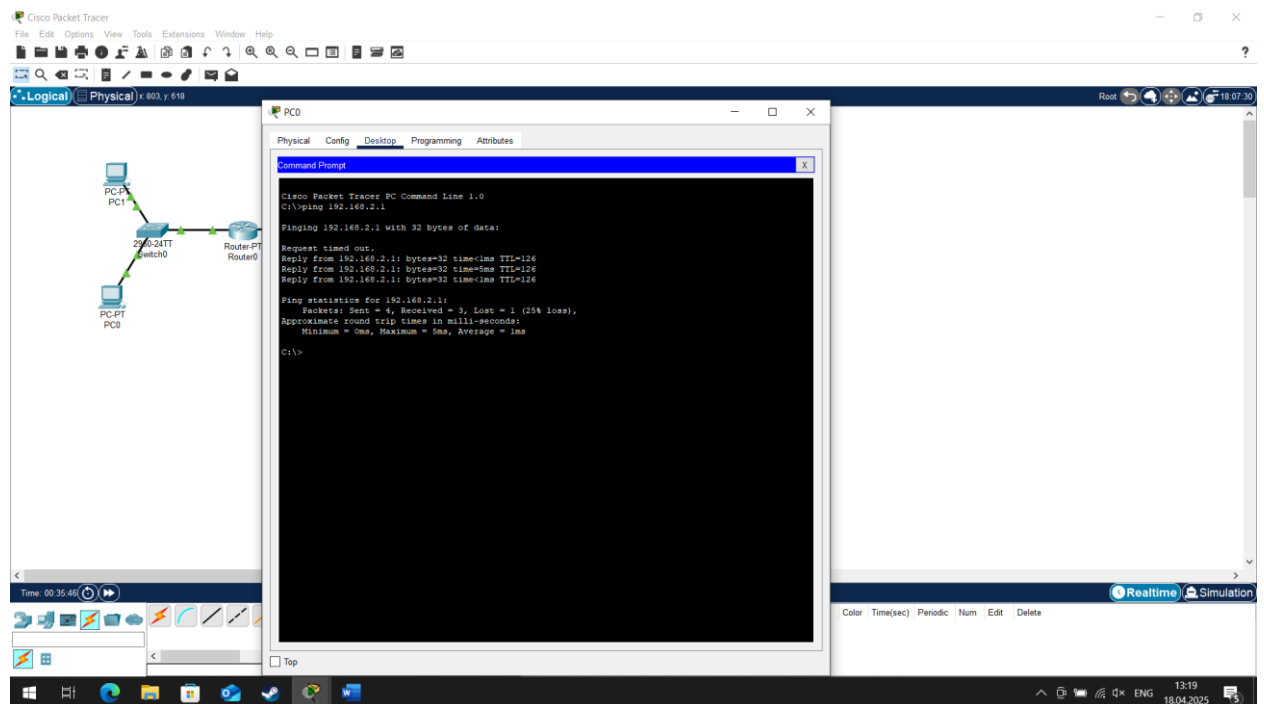 Cisco Packet Tracer
File Edit Options View Tools Extensions Window Help
?
Logical Physical x: 803, y: 618
Root 18:07:30
PC0
Physical Config Desktop Programming Attributes
Command Prompt X
Cisco Packet Tracer PC Command Line 1.0
C:\>ping 192.168.2.1
Pinging 192.168.2.1 with 32 bytes of data:
Request timed out.
Reply from 192.168.2.1: bytes=32 time<1ms TTL=126
Reply from 192.168.2.1: bytes=32 time=5ms TTL=126
Reply from 192.168.2.1: bytes=32 time<1ms TTL=126
Ping statistics for 192.168.2.1:
Packets: Sent = 4, Received = 3, Lost = 1 (25% loss),
Approximate round trip times in milli-seconds:
Minimum = 0ms, Maximum = 5ms, Average = 1ms
C:\>
Top
PC-PT
PC1
2950-24TT
Switch0
Router-PT
Router0
PC-PT
PC0
Time: 00:35:46
Realtime Simulation
Color Time(sec) Periodic Num Edit Delete
ENG
13:19
18.04.2025
5